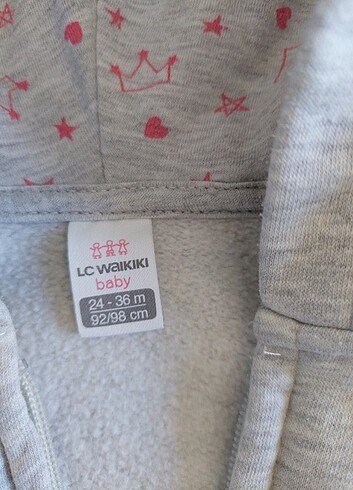 LC WAIKIKI
baby
24 - 36 m
92/98 cm